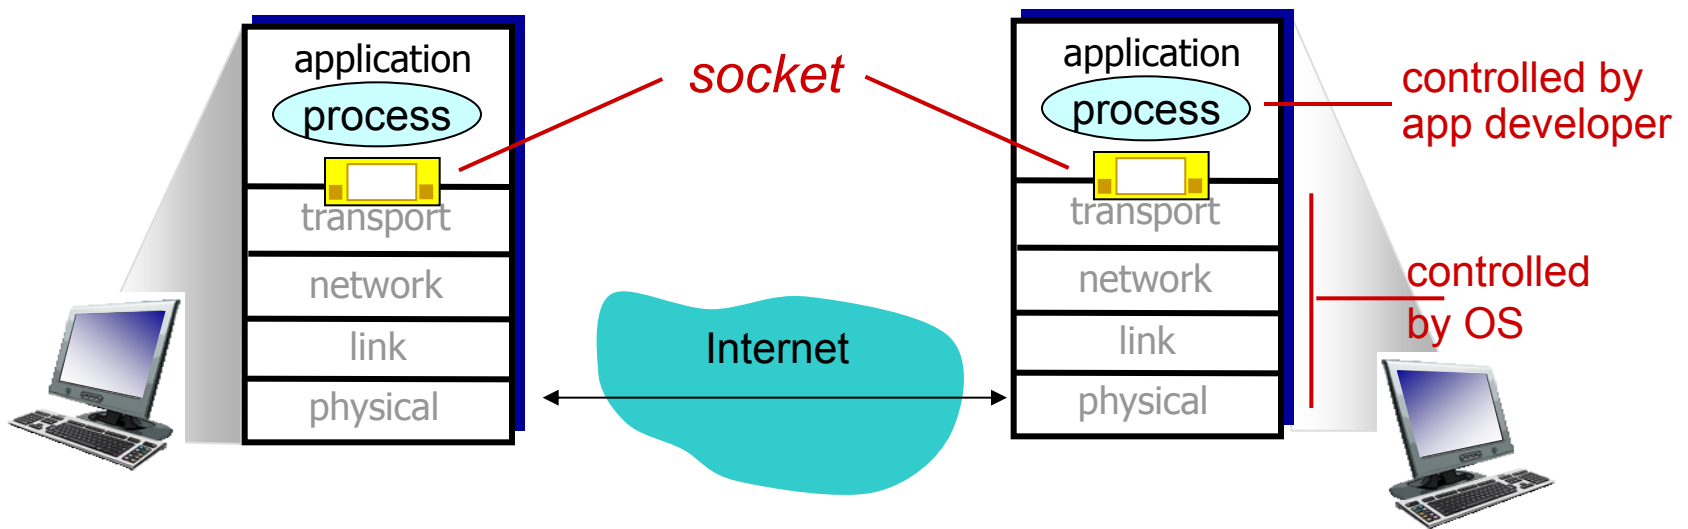 application
process
transport
network
link
physical
socket
Internet
application
process
transport
network
link
physical
controlled by
app developer
controlled
by OS